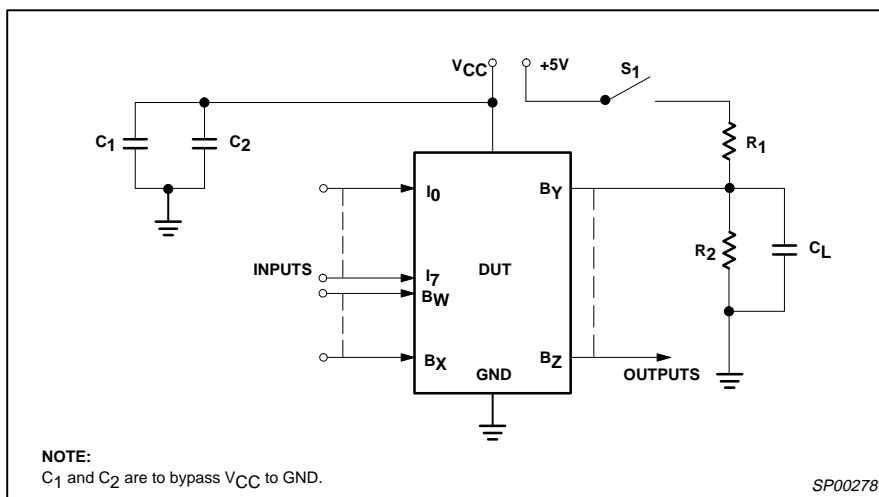 VCC
+5V
S1
C1
C2
R1
I0
BY
R2
CL
INPUTS
I7
DUT
BW
BX
BZ
GND
OUTPUTS
NOTE:
C1 and C2 are to bypass VCC to GND.
SP00278